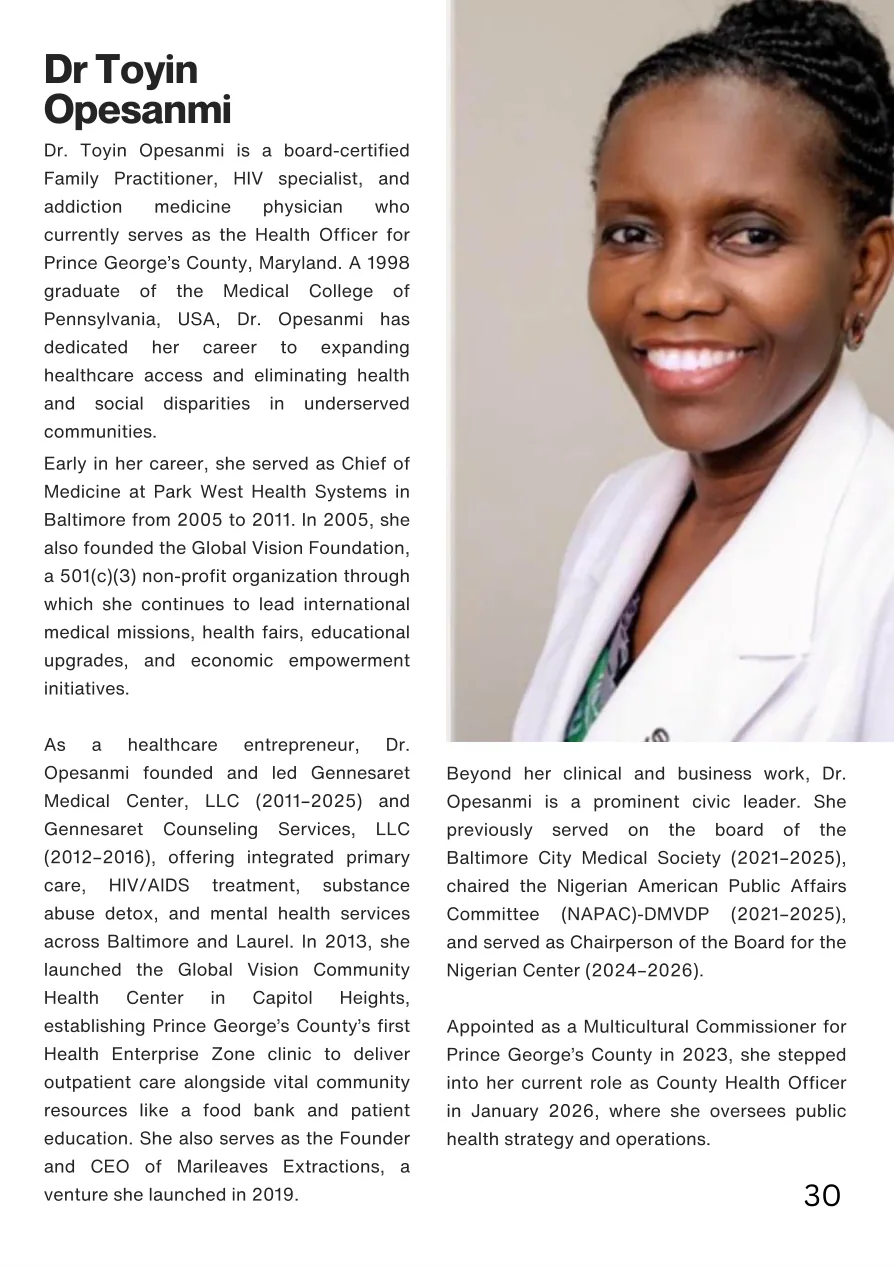 Dr Toyin
Opesanmi
Dr. Toyin Opesanmi is a board-certified
Family Practitioner, HIV specialist, and
addiction medicine physician who
currently serves as the Health Officer for
Prince George’s County, Maryland. A 1998
graduate of the Medical College of
Pennsylvania, USA, Dr. Opesanmi has
dedicated her career to expanding
healthcare access and eliminating health
and social disparities in underserved
communities.
Early in her career, she served as Chief of
Medicine at Park West Health Systems in
Baltimore from 2005 to 2011. In 2005, she
also founded the Global Vision Foundation,
a 501(c)(3) non-profit organization through
which she continues to lead international
medical missions, health fairs, educational
upgrades, and economic empowerment
initiatives.
As a healthcare entrepreneur, Dr.
Opesanmi founded and led Gennesaret
Medical Center, LLC (2011–2025) and
Gennesaret Counseling Services, LLC
(2012–2016), offering integrated primary
care, HIV/AIDS treatment, substance
abuse detox, and mental health services
across Baltimore and Laurel. In 2013, she
launched the Global Vision Community
Health Center in Capitol Heights,
establishing Prince George’s County’s first
Health Enterprise Zone clinic to deliver
outpatient care alongside vital community
resources like a food bank and patient
education. She also serves as the Founder
and CEO of Marileaves Extractions, a
venture she launched in 2019.
Beyond her clinical and business work, Dr.
Opesanmi is a prominent civic leader. She
previously served on the board of the
Baltimore City Medical Society (2021–2025),
chaired the Nigerian American Public Affairs
Committee (NAPAC)-DMVDP (2021–2025),
and served as Chairperson of the Board for the
Nigerian Center (2024–2026).
Appointed as a Multicultural Commissioner for
Prince George’s County in 2023, she stepped
into her current role as County Health Officer
in January 2026, where she oversees public
health strategy and operations.
30